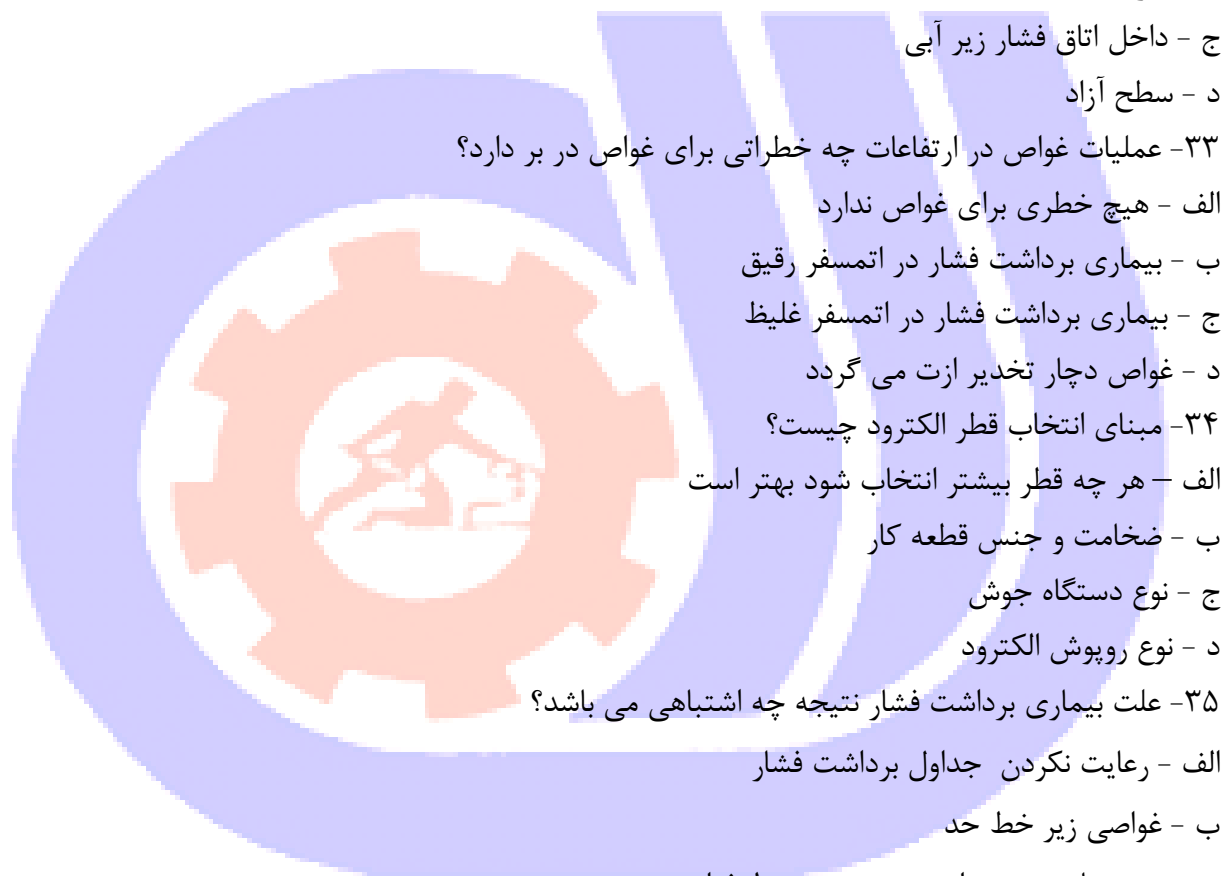 ج - داخل اتاق فشار زیر آبی
د - سطح آزاد
۳۳- عملیات غواص در ارتفاعات چه خطراتی برای غواص در بر دارد؟
الف - هیچ خطری برای غواص ندارد
ب - بیماری برداشت فشار در اتمسفر رقیق
ج - بیماری برداشت فشار در اتمسفر غلیظ
د - غواص دچار تخدیر ازت می گردد
۳۴- مبنای انتخاب قطر الکترود چیست؟
الف – هر چه قطر بیشتر انتخاب شود بهتر است
ب - ضخامت و جنس قطعه کار
ج - نوع دستگاه جوش
د - نوع روپوش الکترود
۳۵- علت بیماری برداشت فشار نتیجه چه اشتباهی می باشد؟
الف - رعایت نکردن جداول برداشت فشار
ب - غواصی زیر خط حد